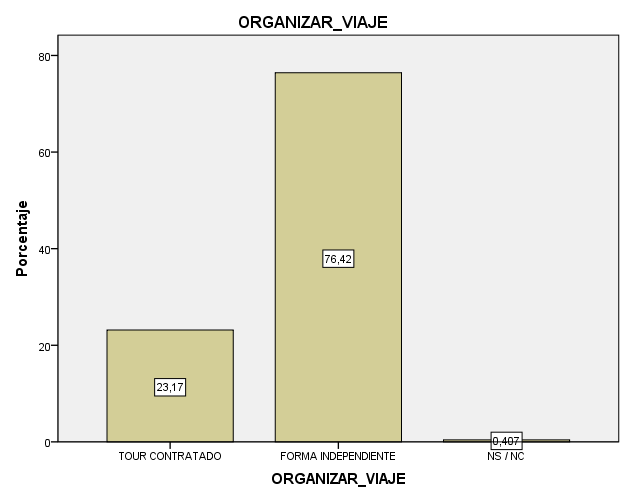 ORGANIZAR_VIAJE
80
60
40
20
0
Porcentaje
23,17
76,42
0,407
TOUR CONTRATADO
FORMA INDEPENDIENTE
NS / NC
ORGANIZAR_VIAJE